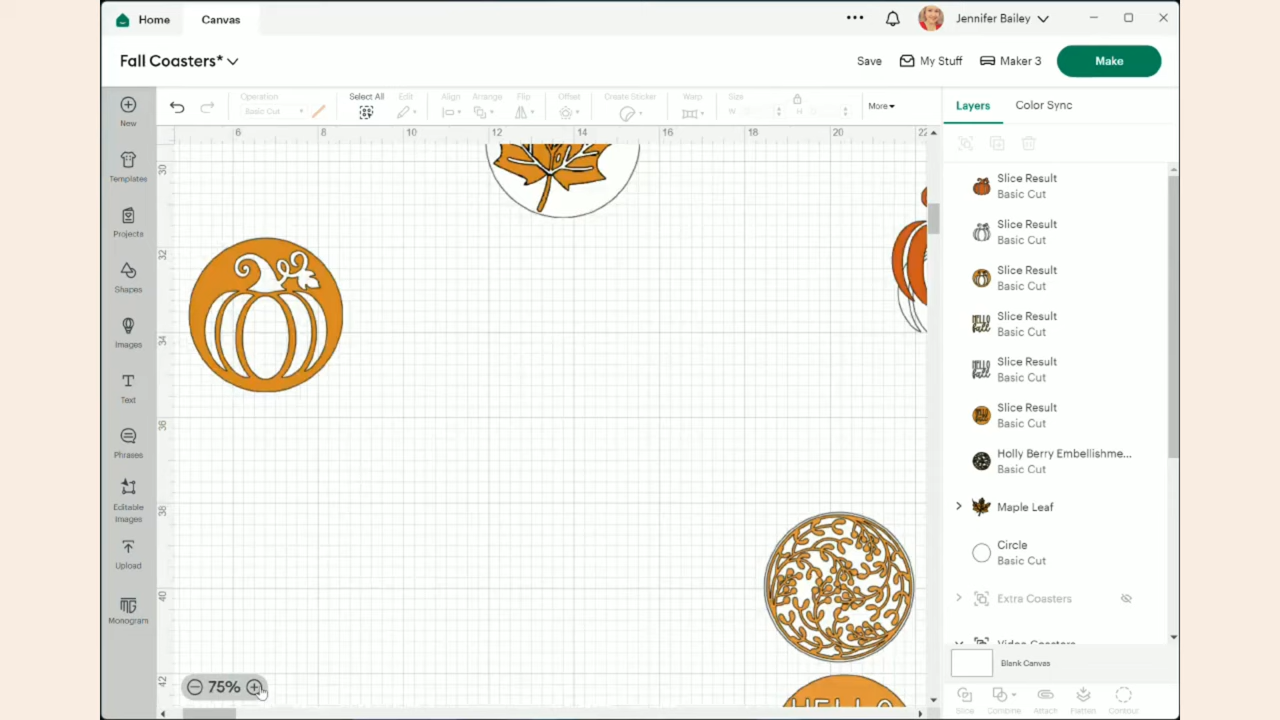 Home
Canvas
Jennifer Bailey
Fall Coasters*
Save
My Stuff
Maker 3
Make
New
Operation
Basic Cut
Select All
Edit
Align
Arrange
Flip
Offset
Create Sticker
Warp
Size
W
H
More
6
8
10
12
14
16
18
20
22
30
32
34
36
38
40
42
Templates
Projects
Shapes
Images
Text
Phrases
Editable
Images
Upload
Monogram
75%
HELLO
Layers
Color Sync
Slice Result
Basic Cut
Slice Result
Basic Cut
Slice Result
Basic Cut
Slice Result
Basic Cut
Slice Result
Basic Cut
Slice Result
Basic Cut
Holly Berry Embellishme...
Basic Cut
Maple Leaf
Circle
Basic Cut
Extra Coasters
Video Coasters
Blank Canvas
Slice
Combine
Attach
Flatten
Contour